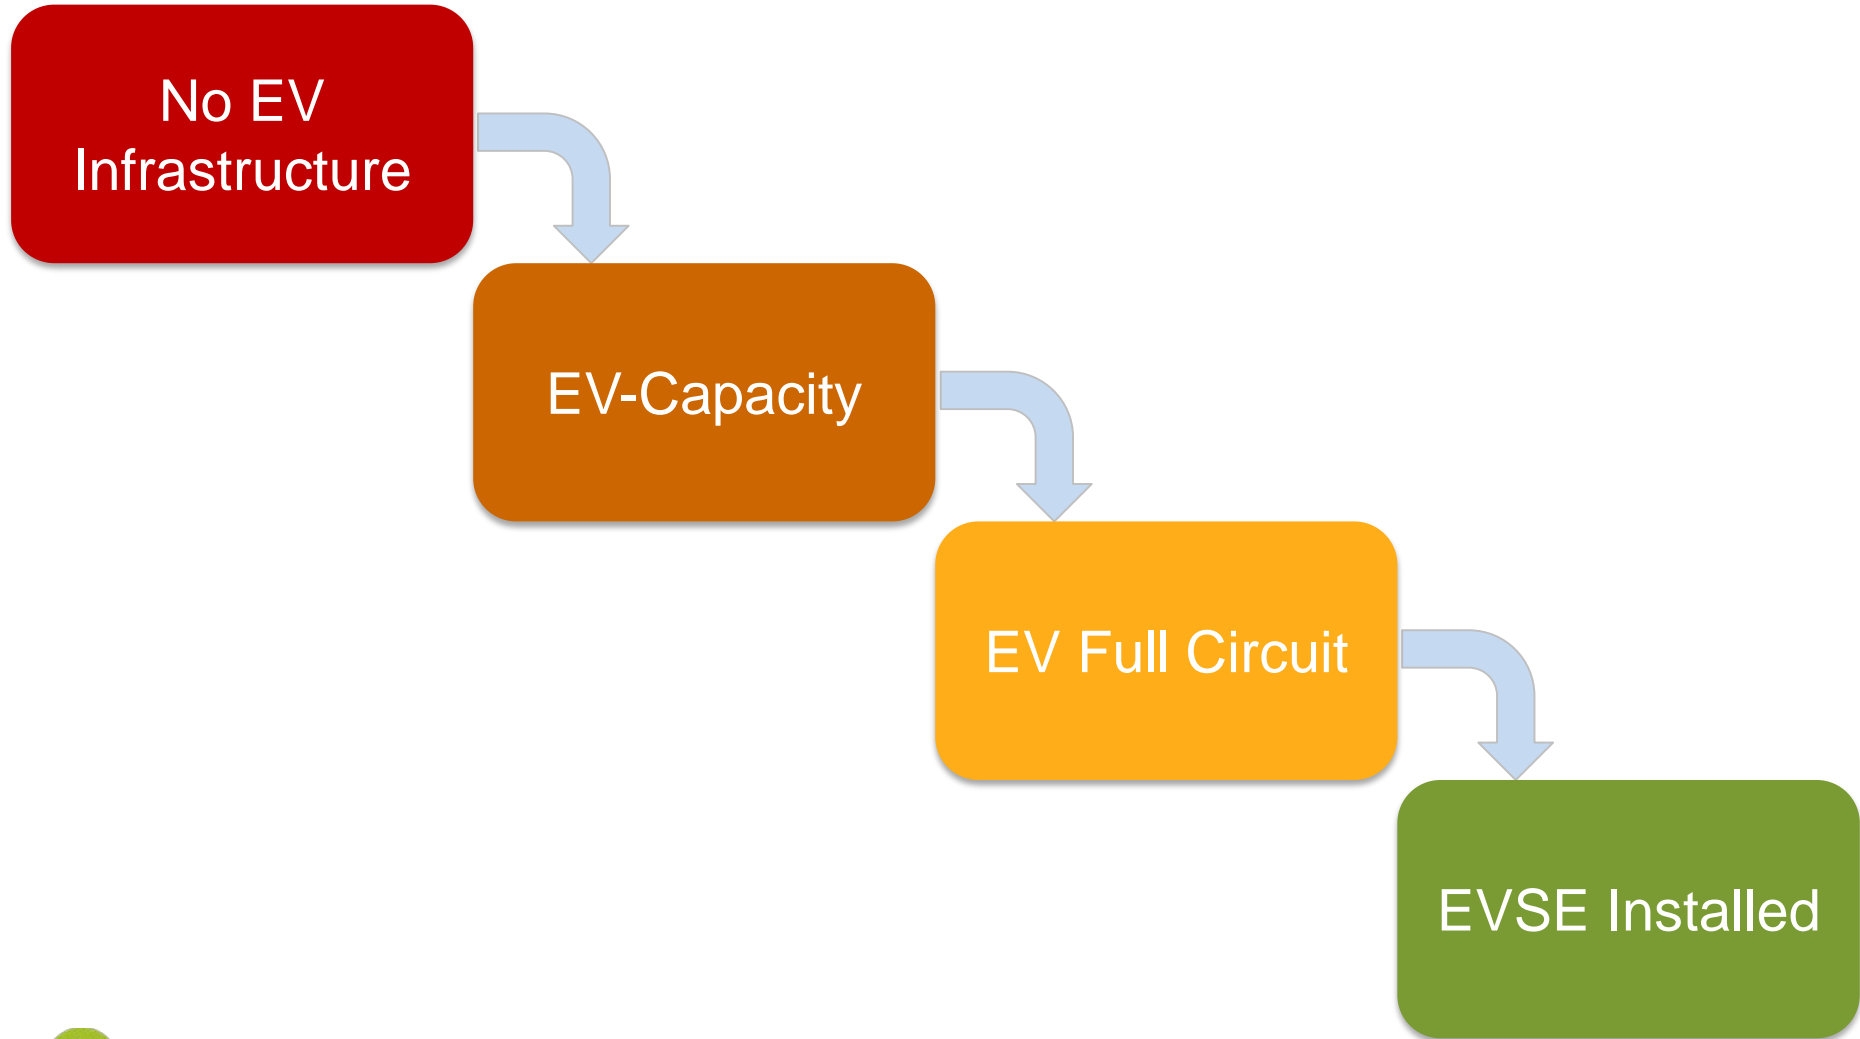 No EV
Infrastructure
EV-Capacity
EV Full Circuit
EVSE Installed